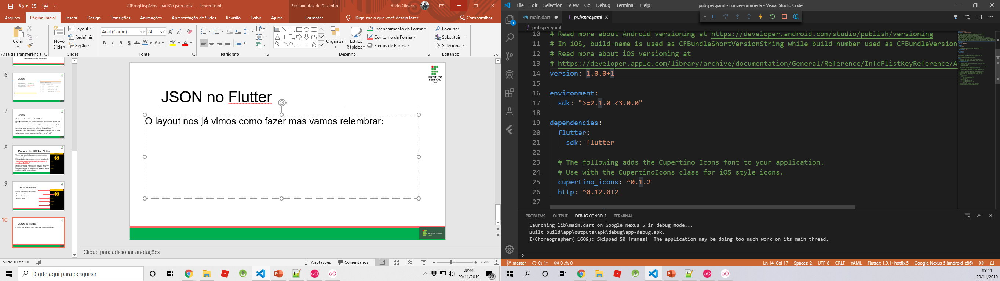 20ProgDispMov -padrão json.pptx - PowerPoint
Ferramentas de Desenho
Rildo Oliveira
Arquivo
Página Inicial
Inserir
Design
Transições
Animações
Apresentação de Slides
Revisão
Exibir
Ajuda
Formatar
Diga-me o que você deseja fazer
Compartilhar
Colar
Área de Transferência
Novo
Slide
Layout
Redefinir
Seção
Slides
Arial (Corpo)
24
N I S abc AV Aa A
Fonte
Parágrafo
Organizar
Estilos
Rápidos
Preenchimento da Forma
Contorno da Forma
Efeitos de Forma
Desenho
Localizar
Substituir
Selecionar
Editando
6
JSON
7
JSON
8
Exemplo de JSON no Flutter
9
JSON no Flutter
10
JSON no Flutter
O layout nos já vimos como fazer mas vamos relembrar:
INSTITUTO
FEDERAL
Piauí
JSON no Flutter
O layout nos já vimos como fazer mas vamos relembrar:
INSTITUTO FEDERAL
Clique para adicionar anotações
Slide 10 de 10
Anotações
Comentários
82%
Digite aqui para pesquisar
09:44
29/11/2019
30
File Edit Selection View Go Debug Terminal Help
pubspec.yaml - conversormoeda - Visual Studio Code
main.dart
! pubspec.yaml
! pubspec.yaml
1
10 # Read more about Android versioning at https://developer.android.com/studio/publish/versioning
11 # In iOS, build-name is used as CFBundleShortVersionString while build-number used as CFBundleVersion
12 # Read more about iOS versioning at
13 # https://developer.apple.com/library/archive/documentation/General/Reference/InfoPlistKeyReference/A
14 version: 1.0.0+1
15
16 environment:
17 sdk: ">=2.1.0 <3.0.0"
18
19 dependencies:
20 flutter:
21 sdk: flutter
22
23 # The following adds the Cupertino Icons font to your application.
24 # Use with the CupertinoIcons class for iOS style icons.
25 cupertino_icons: ^0.1.2
26 http: ^0.12.0+2
27
PROBLEMS OUTPUT DEBUG CONSOLE TERMINAL
Launching lib\main.dart on Google Nexus 5 in debug mode...
Built build\app\outputs\apk\debug\app-debug.apk.
I/Choreographer( 1609): Skipped 50 frames!  The application may be doing too much work on its main thread.
master
0↓ 1↑
0
0
Ln 14, Col 17
Spaces: 2
UTF-8
CRLF
YAML
Flutter: 1.9.1+hotfix.5
Google Nexus 5 (android-x86)
09:44
29/11/2019